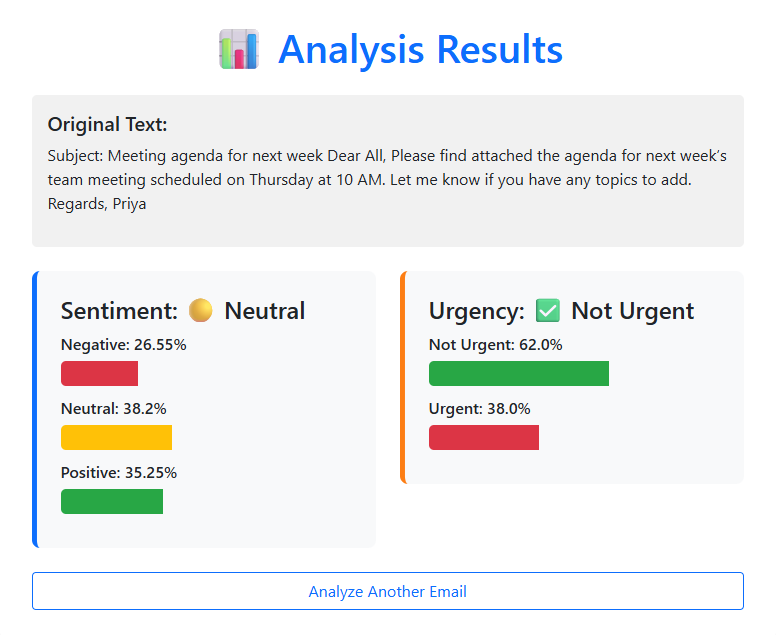 Analysis Results
Original Text:
Subject: Meeting agenda for next week Dear All, Please find attached the agenda for next week’s
team meeting scheduled on Thursday at 10 AM. Let me know if you have any topics to add.
Regards, Priya
Sentiment: Neutral
Negative: 26.55%
Neutral: 38.2%
Positive: 35.25%
Urgency: Not Urgent
Not Urgent: 62.0%
Urgent: 38.0%
Analyze Another Email